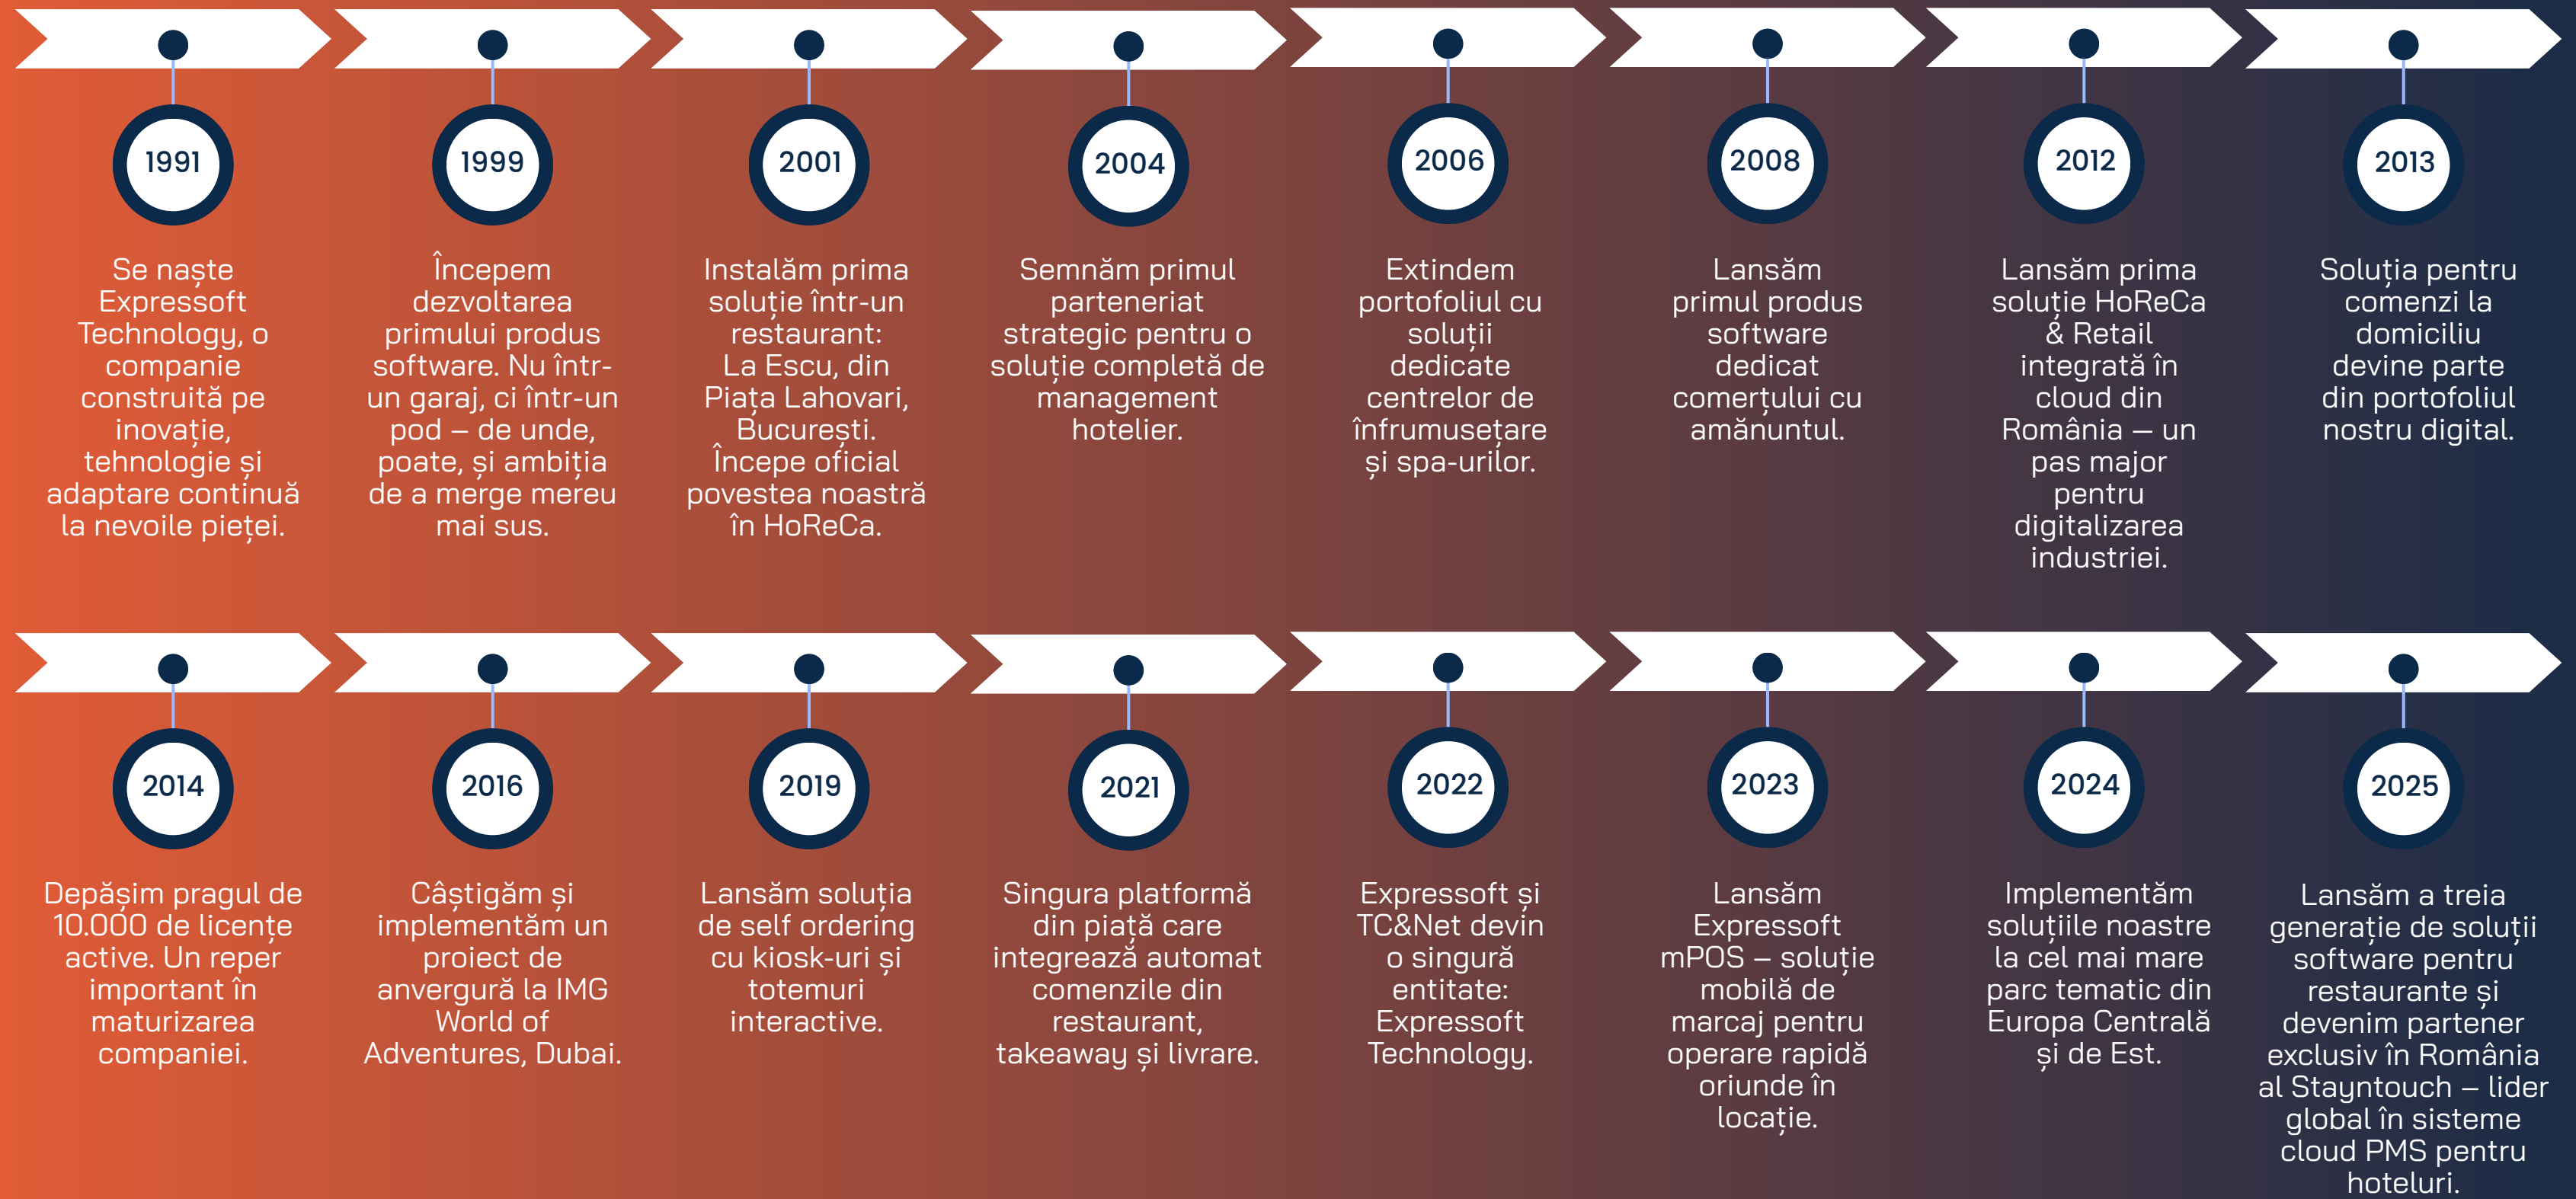 1991
Se naște
Expressoft
Technology, o
companie
construită pe
inovație,
tehnologie și
adaptare continuă
la nevoile pieței.
1999
Începem
dezvoltarea
primului produs
software. Nu într-
un garaj, ci într-un
pod – de unde,
poate, și ambiția
de a merge mereu
mai sus.
2001
Instalăm prima
soluție într-un
restaurant:
La Escu, din
Piața Lahovari,
București.
Începe oficial
povestea noastră
în HoReCa.
2004
Semnăm primul
parteneriat
strategic pentru o
soluție completă de
management
hotelier.
2006
Extindem
portofoliul cu
soluții
dedicate
centrelor de
înfrumusețare
și spa-urilor.
2008
Lansăm
primul produs
software
dedicat
comerțului cu
amănuntul.
2012
Lansăm prima
soluție HoReCa
& Retail
integrată în
cloud din
România – un
pas major
pentru
digitalizarea
industriei.
2013
Soluția pentru
comenzi la
domiciliu
devine parte
din portofoliul
nostru digital.
2014
Depășim pragul de
10.000 de licențe
active. Un reper
important în
maturizarea
companiei.
2016
Câștigăm și
implementăm un
proiect de
anvergură la IMG
World of
Adventures, Dubai.
2019
Lansăm soluția
de self ordering
cu kiosk-uri și
totemuri
interactive.
2021
Singura platformă
din piață care
integrează automat
comenzile din
restaurant,
takeaway și livrare.
2022
Expressoft și
TC&Net devin
o singură
entitate:
Expressoft
Technology.
2023
Lansăm
Expressoft
mPOS – soluție
mobilă de
marcaj pentru
operare rapidă
oriunde în
locație.
2024
Implementăm
soluțiile noastre
la cel mai mare
parc tematic din
Europa Centrală
și de Est.
2025
Lansăm a treia
generație de soluții
software pentru
restaurante și
devenim partener
exclusiv în România
al Stayntouch – lider
global în sisteme
cloud PMS pentru
hoteluri.